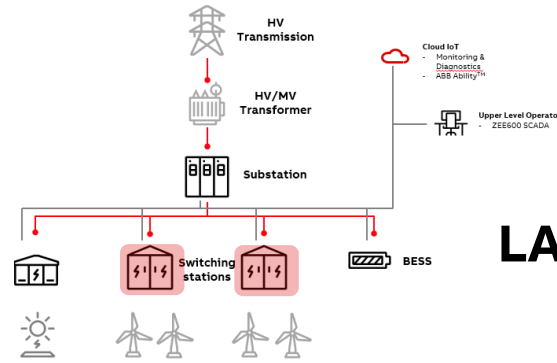 HV
Transmission
Cloud IoT
- Monitoring &
Diagnostics
- ABB Ability™
HV/MV
Transformer
Upper Level Operato
- ZEE600 SCADA
Substation
Switching
stations
BESS
LA